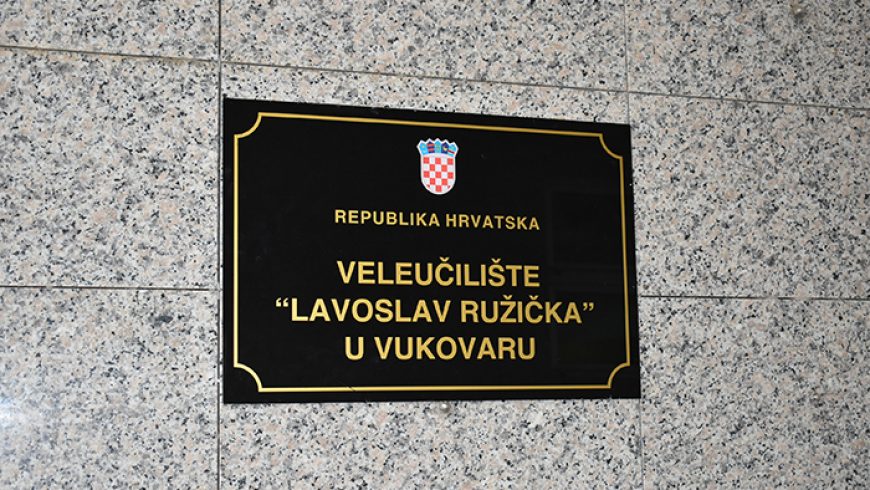 REPUBLIKA HRVATSKA
VELEUČILIŠTE
“LAVOSLAV RUŽIČKA”
U VUKOVARU